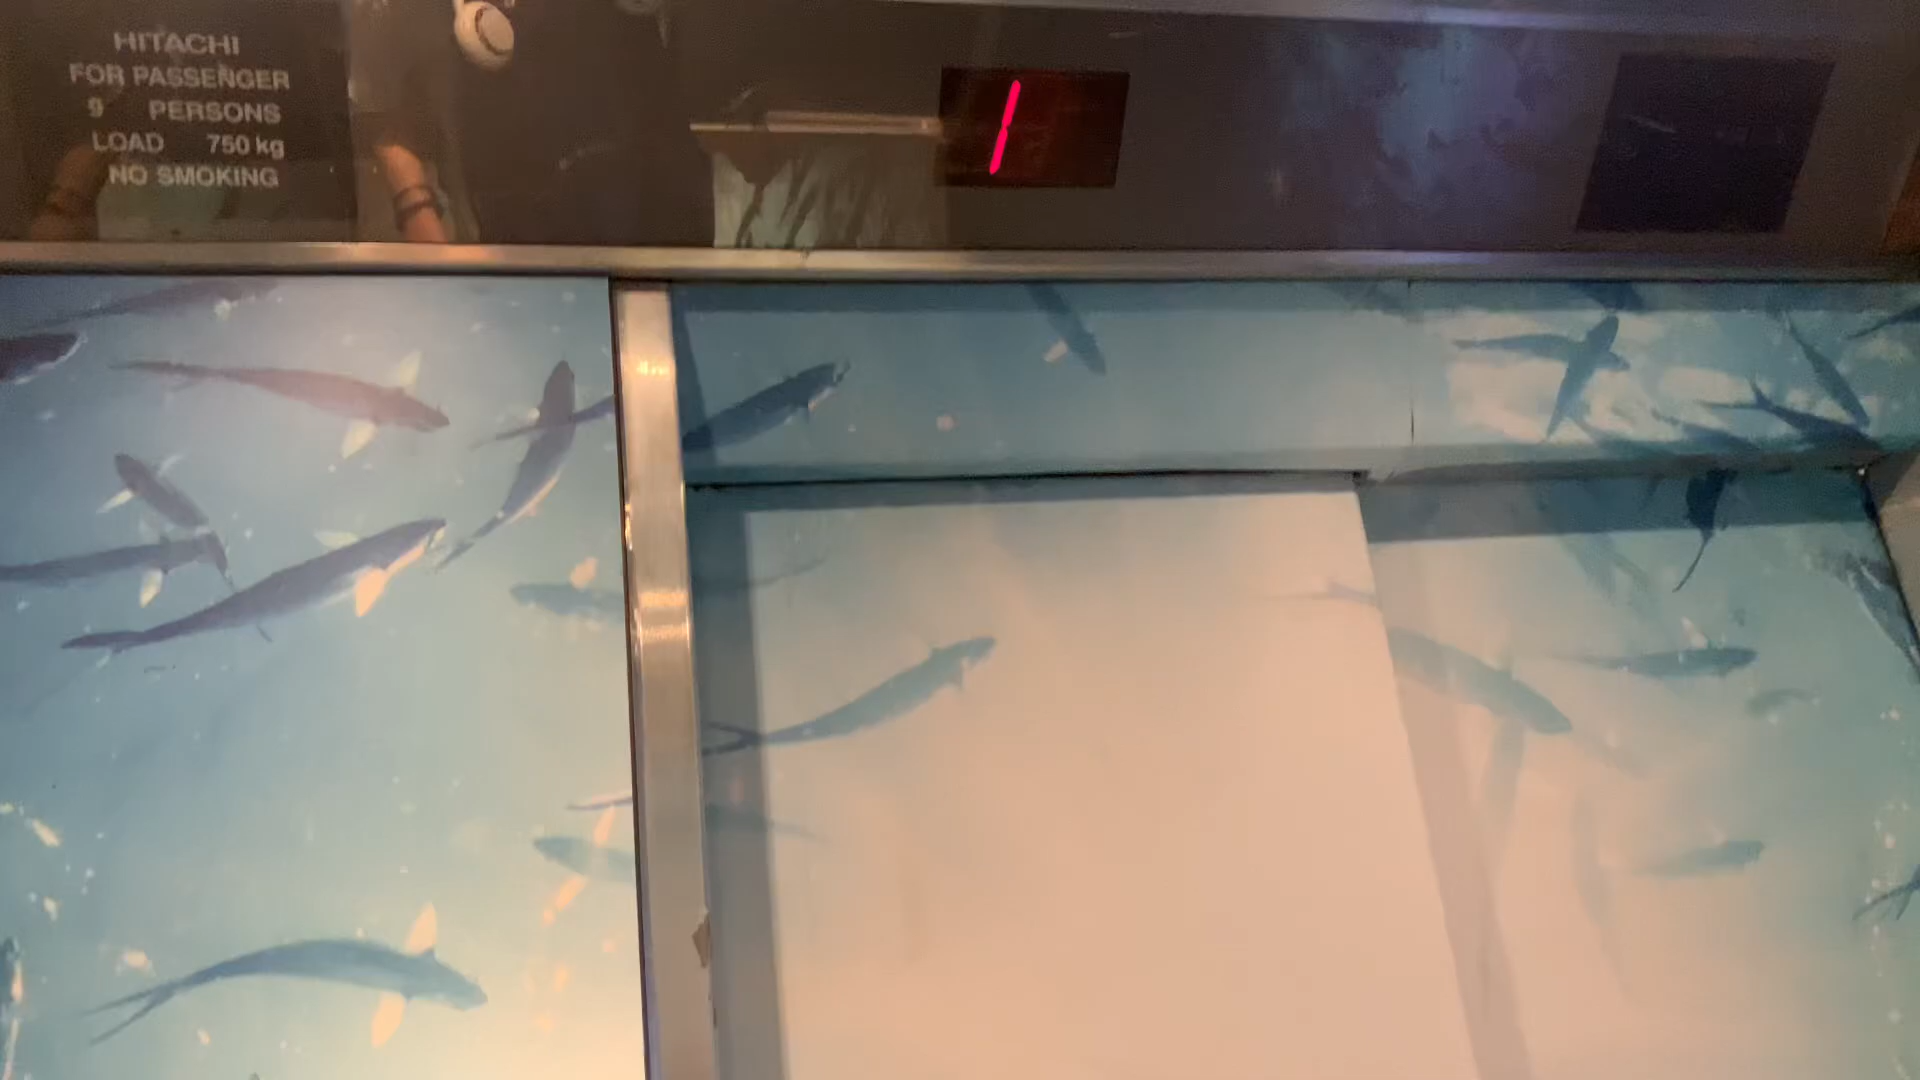 HITACHI
FOR PASSENGER
9 PERSONS
LOAD 750 kg
NO SMOKING
1